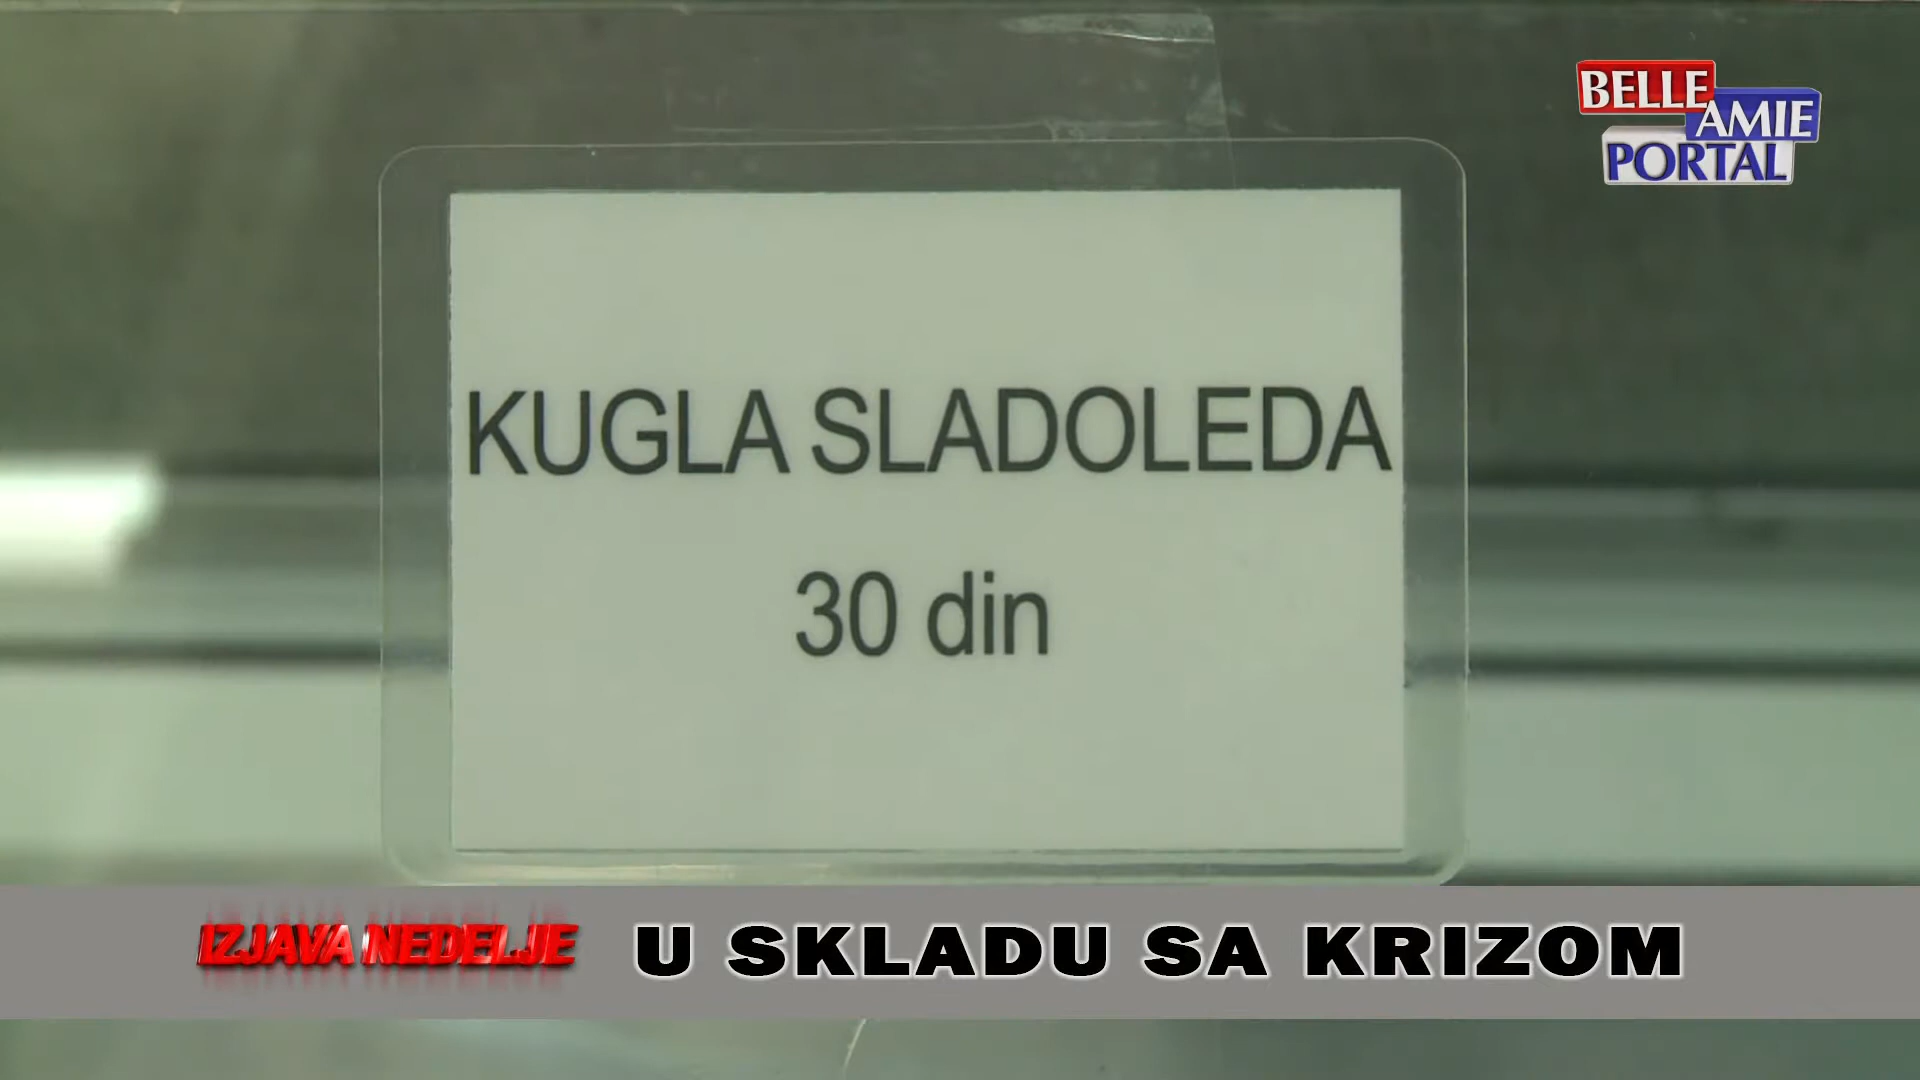 BELLE
AMIE
PORTAL
KUGLA SLADOLEDA
30 din
IZJAVA NEDELJE
U SKLADU SA KRIZOM